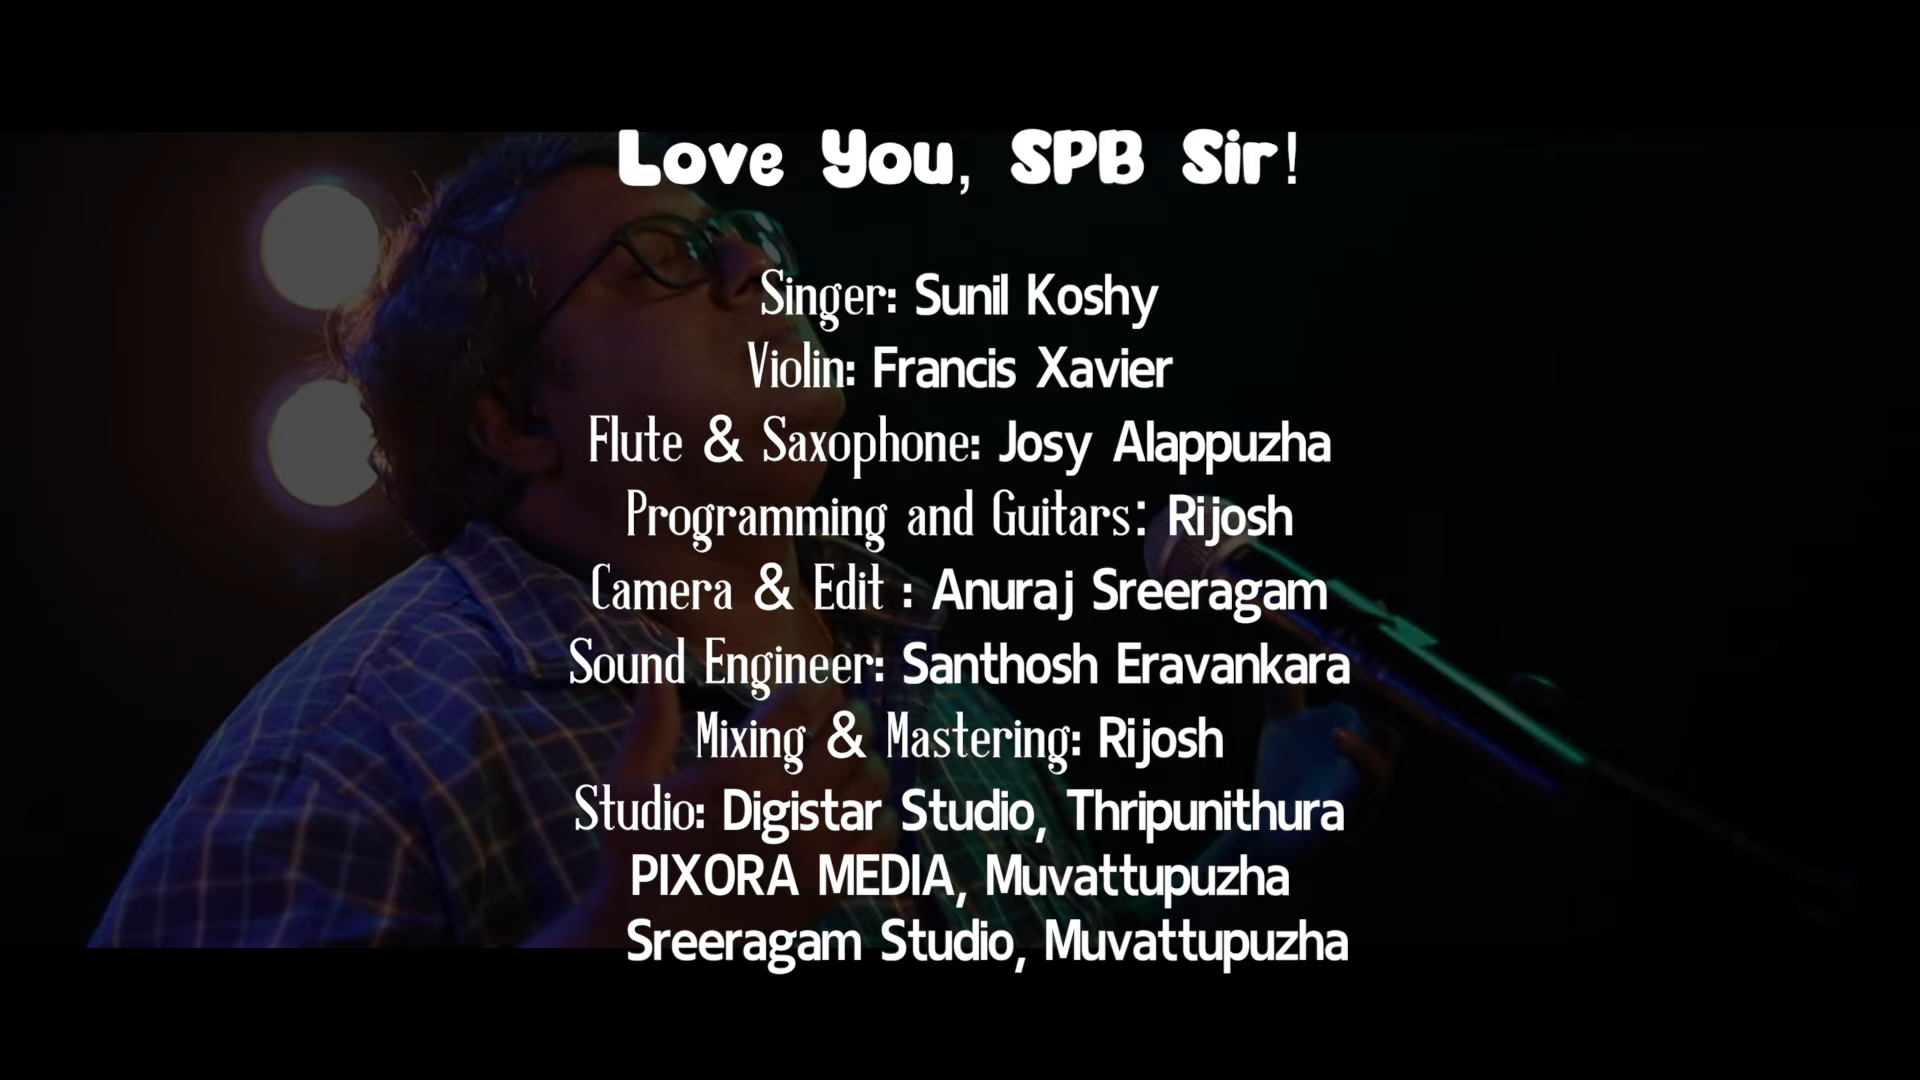 Love You, SPB Sir!
Singer: Sunil Koshy
Violin: Francis Xavier
Flute & Saxophone: Josy Alappuzha
Programming and Guitars: Rijosh
Camera & Edit : Anuraj Sreeragam
Sound Engineer: Santhosh Eravankara
Mixing & Mastering: Rijosh
Studio: Digistar Studio, Thripunithura
PIXORA MEDIA, Muvattupuzha
Sreeragam Studio, Muvattupuzha